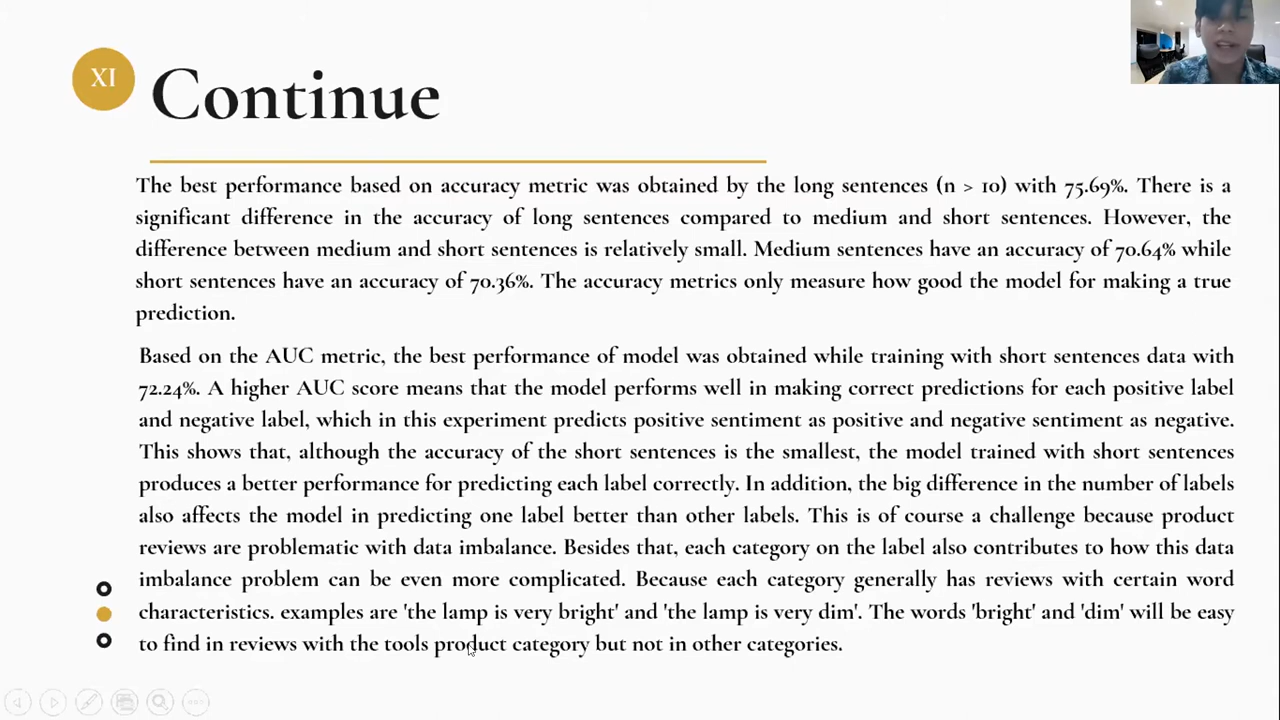 XI
Continue
The best performance based on accuracy metric was obtained by the long sentences (n > 10) with 75.69%. There is a
significant difference in the accuracy of long sentences compared to medium and short sentences. However, the
difference between medium and short sentences is relatively small. Medium sentences have an accuracy of 70.64% while
short sentences have an accuracy of 70.36%. The accuracy metrics only measure how good the model for making a true
prediction.
Based on the AUC metric, the best performance of model was obtained while training with short sentences data with
72.24%. A higher AUC score means that the model performs well in making correct predictions for each positive label
and negative label, which in this experiment predicts positive sentiment as positive and negative sentiment as negative.
This shows that, although the accuracy of the short sentences is the smallest, the model trained with short sentences
produces a better performance for predicting each label correctly. In addition, the big difference in the number of labels
also affects the model in predicting one label better than other labels. This is of course a challenge because product
reviews are problematic with data imbalance. Besides that, each category on the label also contributes to how this data
imbalance problem can be even more complicated. Because each category generally has reviews with certain word
characteristics. examples are 'the lamp is very bright' and 'the lamp is very dim'. The words 'bright' and 'dim' will be easy
to find in reviews with the tools product category but not in other categories.